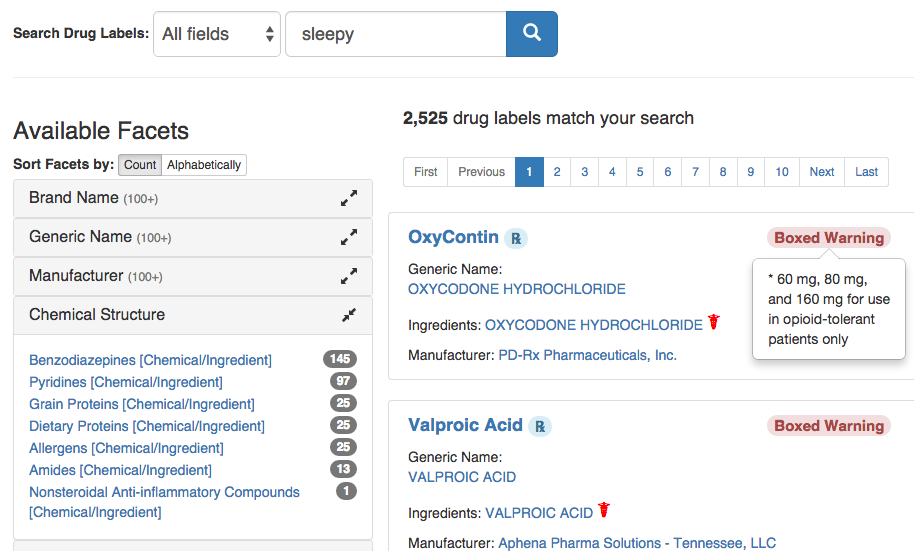 Search Drug Labels: All fields sleepy
Available Facets
Sort Facets by: Count Alphabetically
Brand Name (100+)
Generic Name (100+)
Manufacturer (100+)
Chemical Structure
Benzodiazepines [Chemical/Ingredient] 145
Pyridines [Chemical/Ingredient] 97
Grain Proteins [Chemical/Ingredient] 25
Dietary Proteins [Chemical/Ingredient] 25
Allergens [Chemical/Ingredient] 25
Amides [Chemical/Ingredient] 13
Nonsteroidal Anti-inflammatory Compounds 1
[Chemical/Ingredient]
2,525 drug labels match your search
First Previous 1 2 3 4 5 6 7 8 9 10 Next Last
OxyContin ℞ Boxed Warning
Generic Name:
OXYCODONE HYDROCHLORIDE
Ingredients: OXYCODONE HYDROCHLORIDE
Manufacturer: PD-Rx Pharmaceuticals, Inc.
* 60 mg, 80 mg,
and 160 mg for use
in opioid-tolerant
patients only
Valproic Acid ℞ Boxed Warning
Generic Name:
VALPROIC ACID
Ingredients: VALPROIC ACID
Manufacturer: Aphena Pharma Solutions - Tennessee, LLC